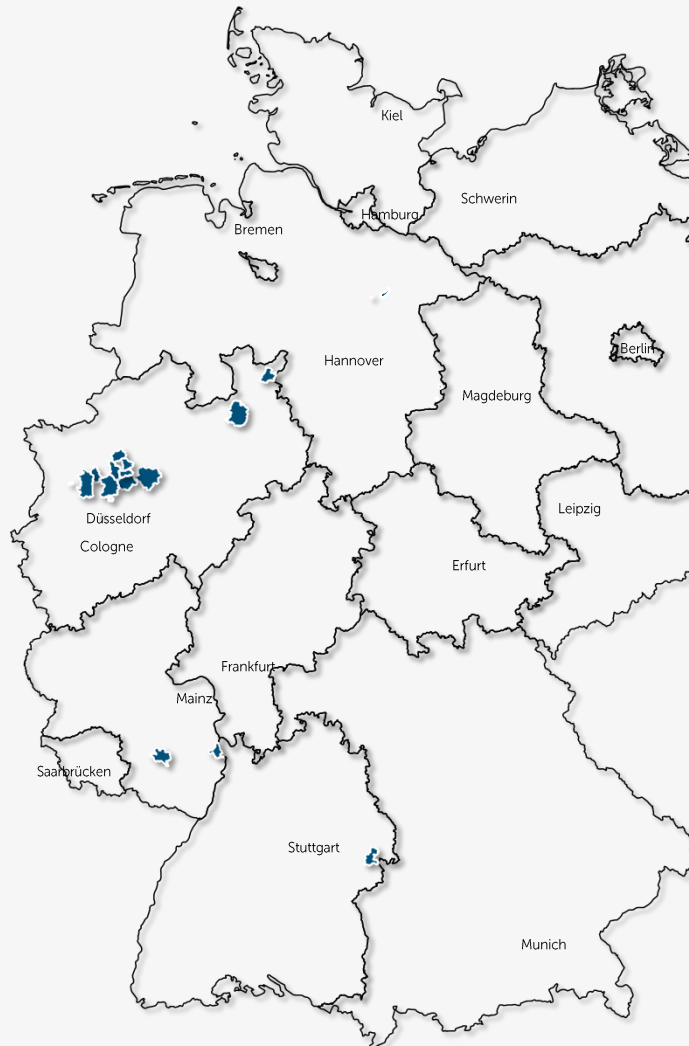 Kiel
Schwerin
Hamburg
Bremen
Berlin
Hannover
Magdeburg
Leipzig
Düsseldorf
Cologne
Erfurt
Frankfurt
Mainz
Saarbrücken
Stuttgart
Munich